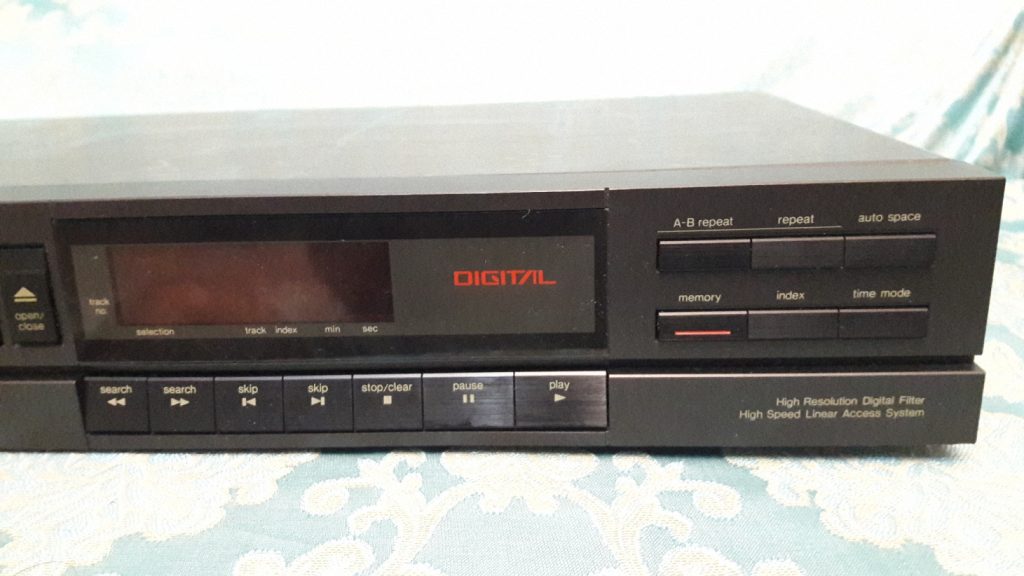 A-B repeat
repeat
auto space
DIGITAL
open/
close
track
no.
selection
track
index
min
sec
memory
index
time mode
search
search
skip
skip
stop/clear
pause
play
High Resolution Digital Filter
High Speed Linear Access System